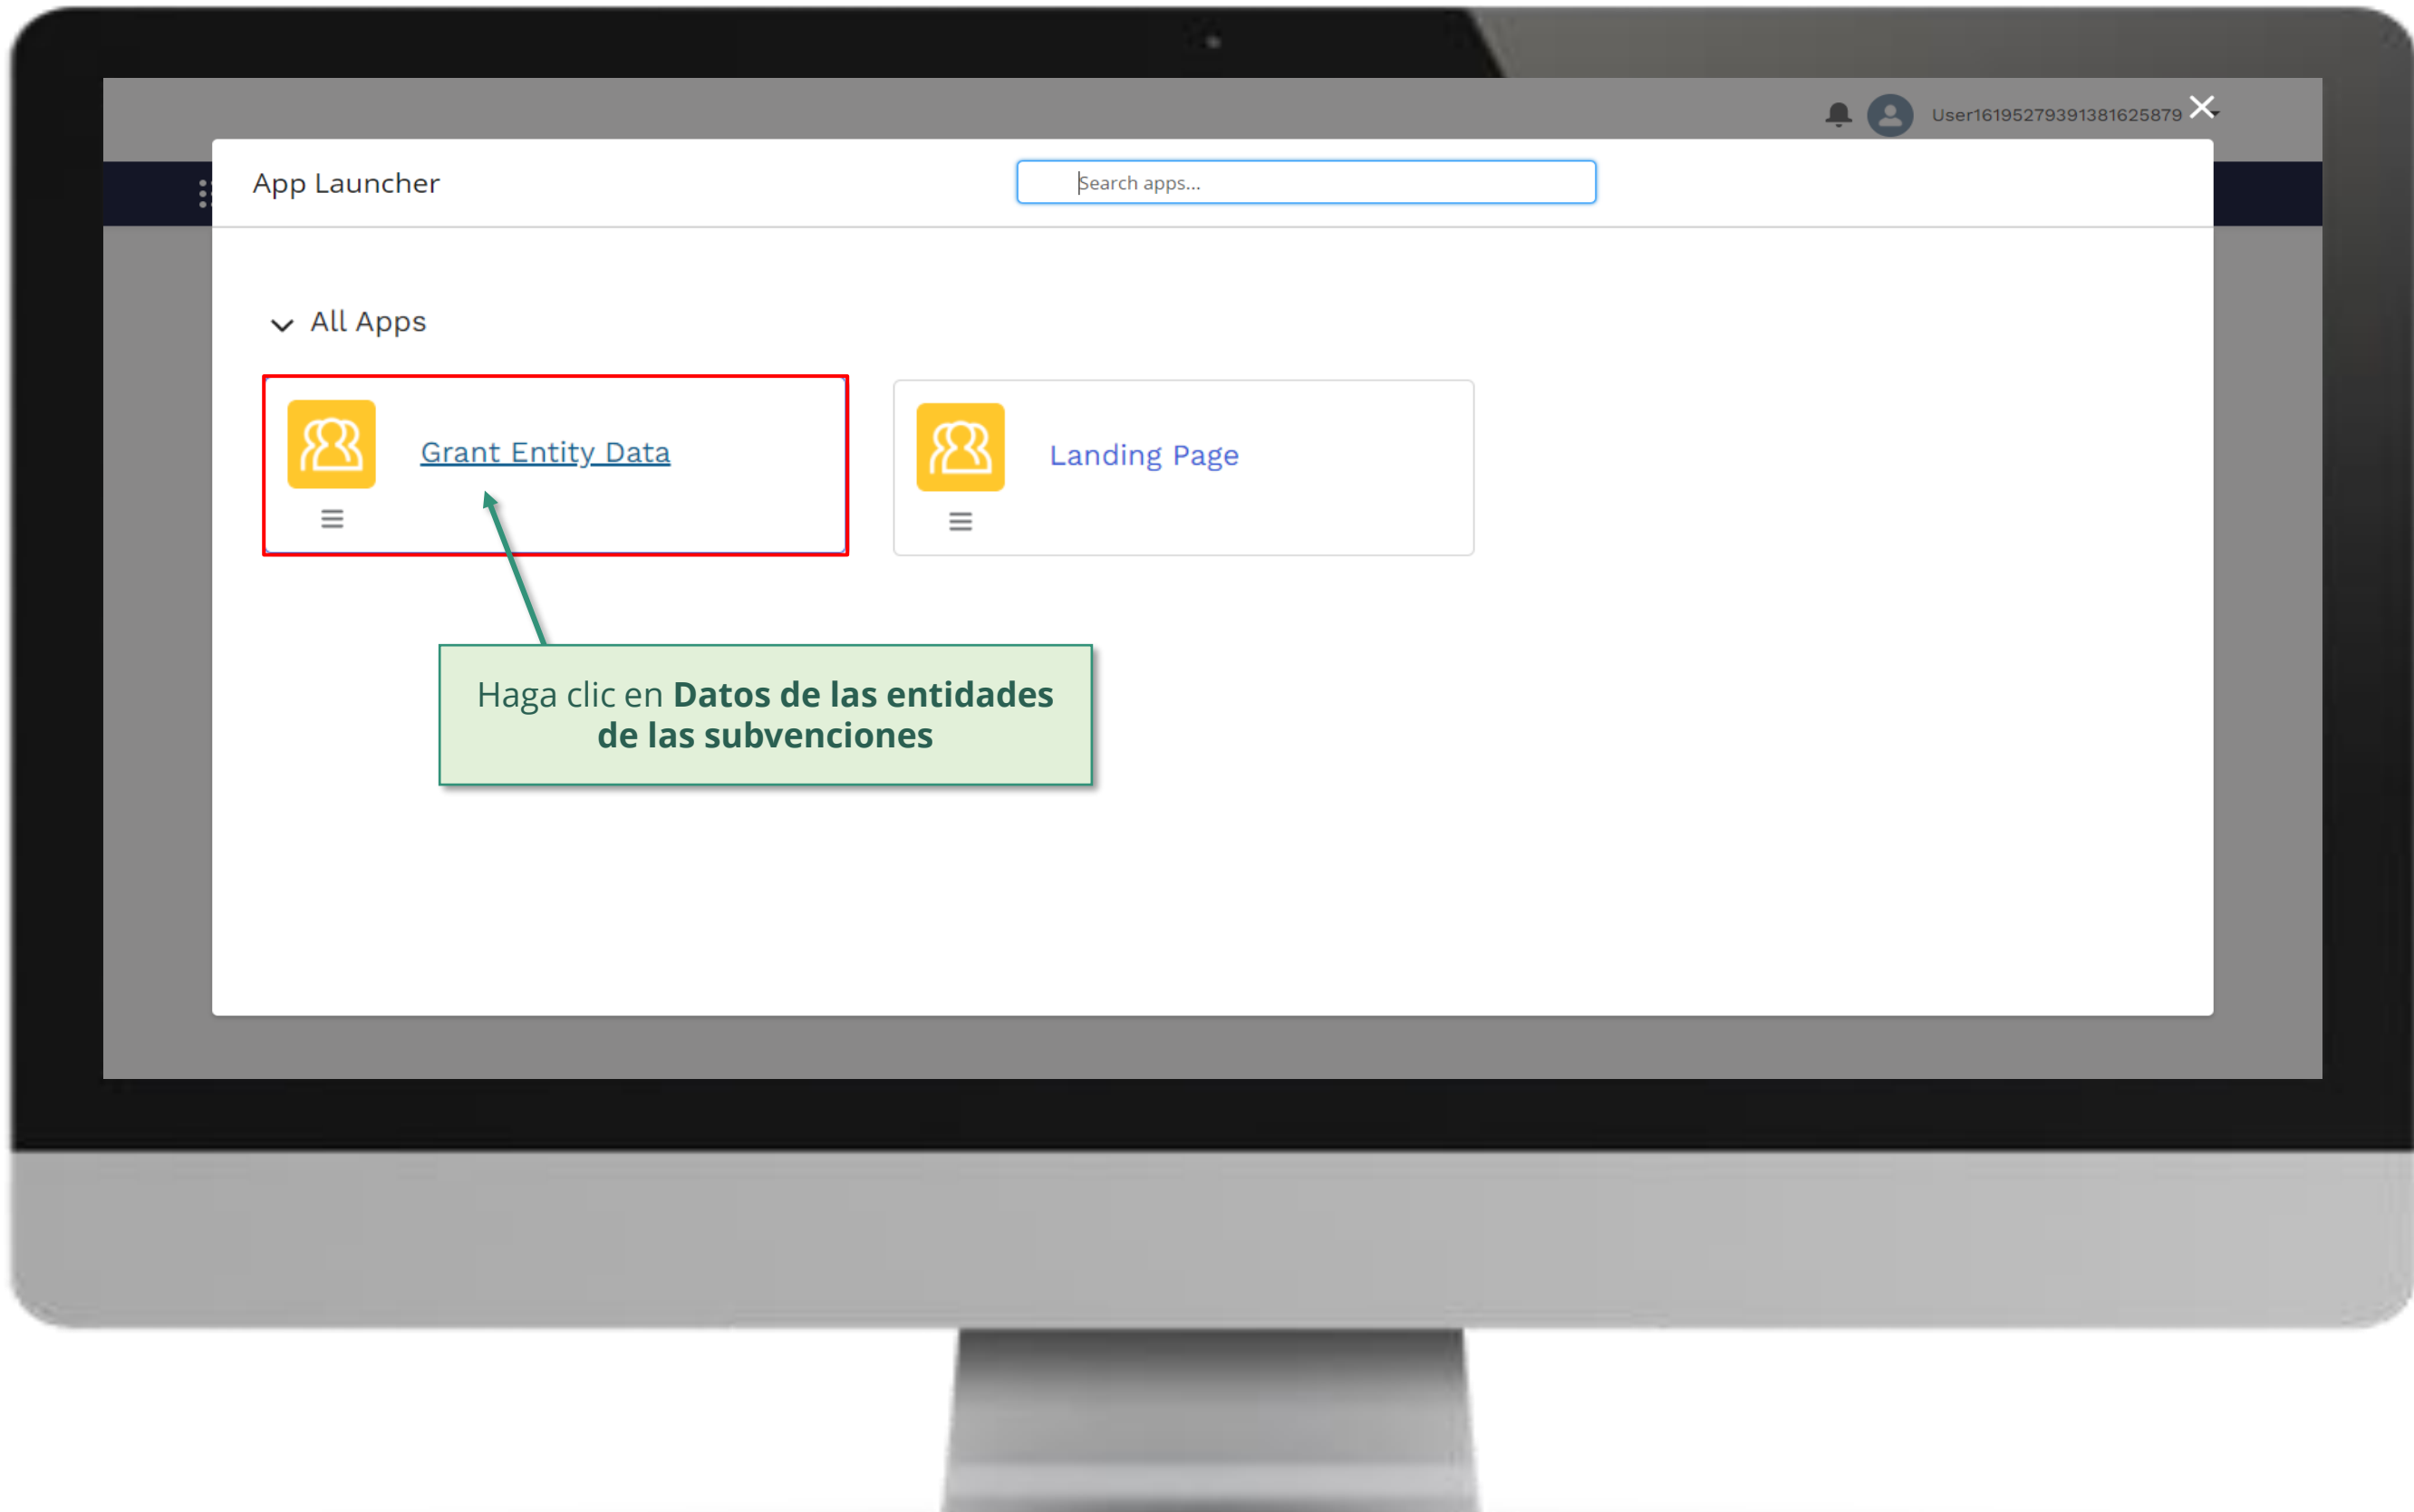 User16195279391381625879
App Launcher
Search apps...
All Apps
Grant Entity Data
Landing Page
Haga clic en Datos de las entidades
de las subvenciones